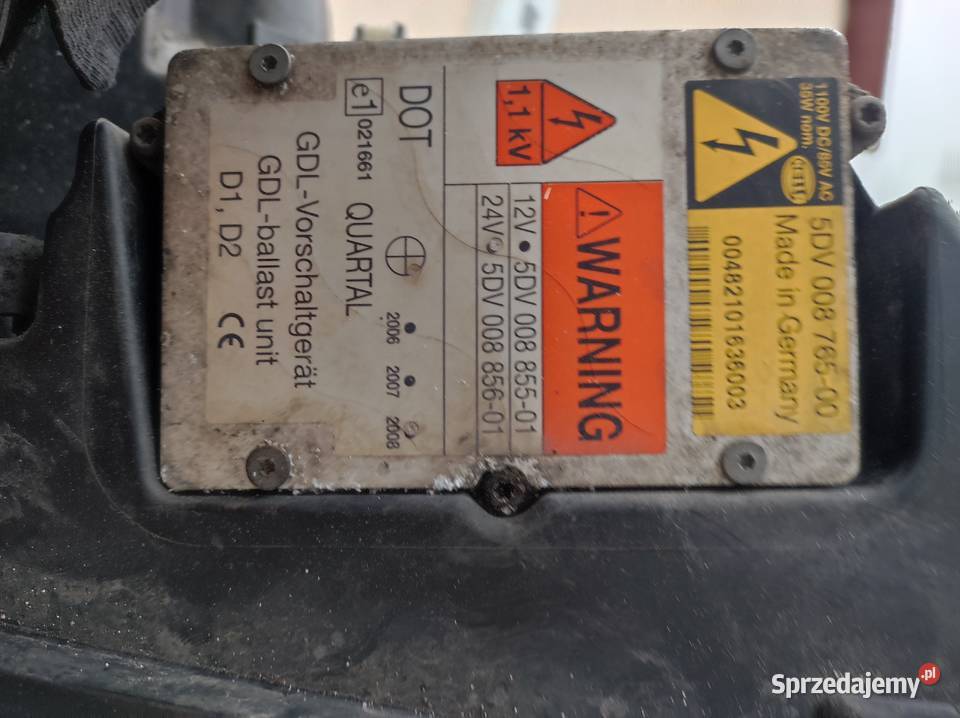 1100V DC/85V AC
35W nom.
HELLA
5DV 008 765-00
Made in Germany
00482101636003
1,1 kV
WARNING
12V • 5DV 008 855-01
24V 5DV 008 856-01
DOT
e1 021661 QUARTAL
2006 2007 2008
GDL-Vorschaltgerät
GDL-ballast unit
D1, D2 CE
Sprzedajemy.pl